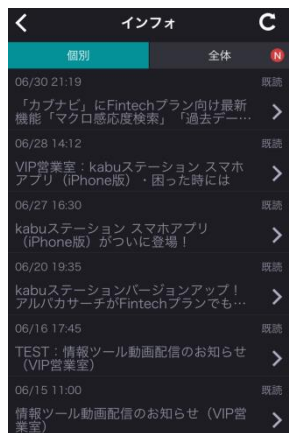 インフォ
個別
全体
N
06/30 21:19
既読
「カブナビ」にFintechプラン向け最新
機能「マクロ感応度検索」「過去デー…
06/28 14:12
既読
VIP営業室：kabuステーション スマホ
アプリ（iPhone版）・困った時には
06/27 16:30
既読
kabuステーション スマホアプリ
（iPhone版）がついに登場！
06/20 19:35
既読
kabuステーションバージョンアップ！
アルパカサーチがFintechプランでも…
06/16 17:45
既読
TEST：情報ツール動画配信のお知らせ
（VIP営業室）
06/15 11:00
既読
情報ツール動画配信のお知らせ（VIP営
業室）